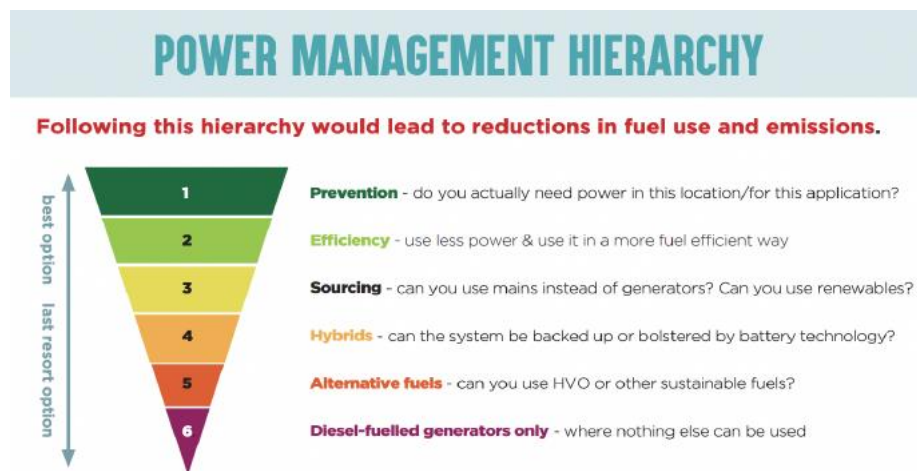 POWER MANAGEMENT HIERARCHY
Following this hierarchy would lead to reductions in fuel use and emissions.
best option
last resort option
1
Prevention - do you actually need power in this location/for this application?
2
Efficiency - use less power & use it in a more fuel efficient way
3
Sourcing - can you use mains instead of generators? Can you use renewables?
4
Hybrids - can the system be backed up or bolstered by battery technology?
5
Alternative fuels - can you use HVO or other sustainable fuels?
6
Diesel-fuelled generators only - where nothing else can be used